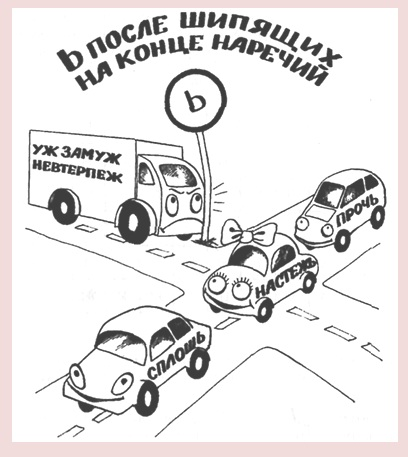 Ь ПОСЛЕ ШИПЯЩИХ
НА КОНЦЕ НАРЕЧИЙ
Ь
УЖ ЗАМУЖ
НЕВТЕРПЕЖ
ПРОЧЬ
НАСТЕЖЬ
СПЛОШЬ